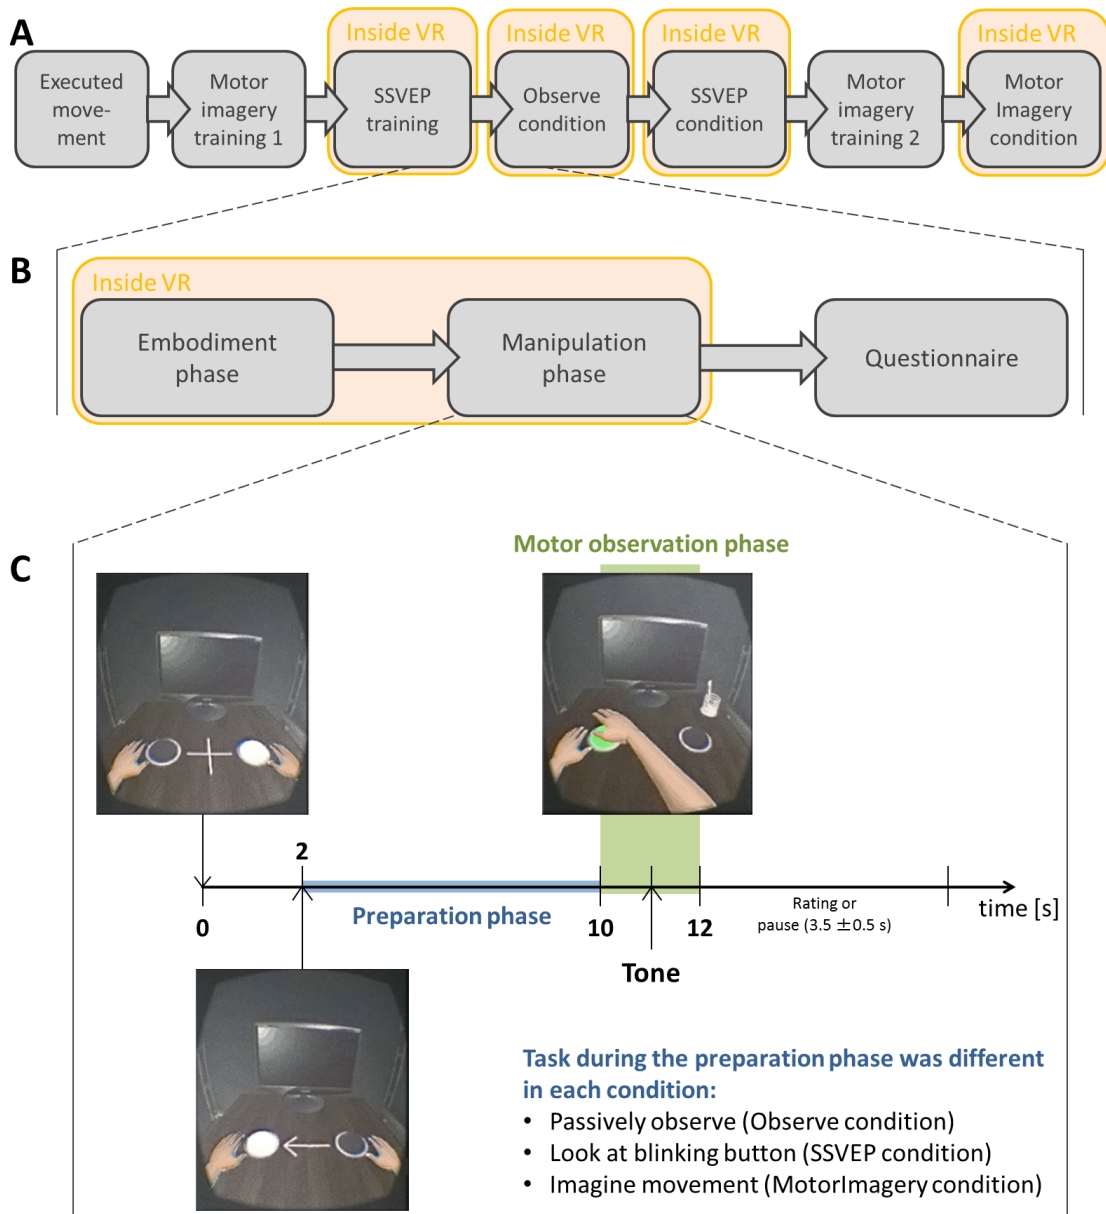 A
Inside VR
Inside VR
Inside VR
Inside VR
Executed
move-
ment
Motor
imagery
training 1
SSVEP
training
Observe
condition
SSVEP
condition
Motor
imagery
training 2
Motor
Imagery
condition
B
Inside VR
Embodiment
phase
Manipulation
phase
Questionnaire
C
Motor observation phase
2
Preparation phase
0
10
12
Rating or
pause (3.5 ±0.5 s)
time [s]
Tone
Task during the preparation phase was different
in each condition:
• Passively observe (Observe condition)
• Look at blinking button (SSVEP condition)
• Imagine movement (MotorImagery condition)